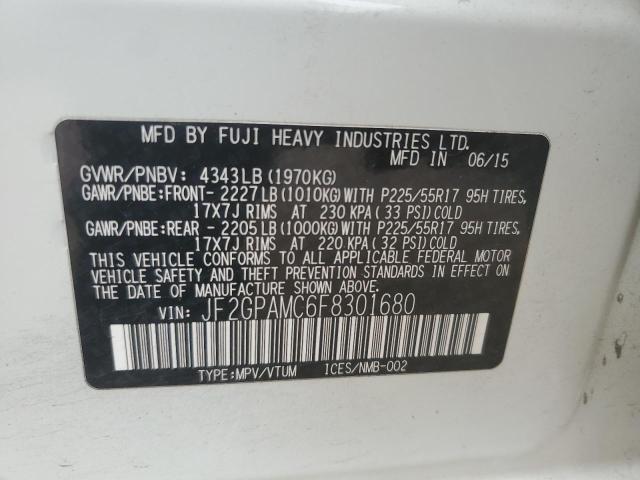 MFD BY FUJI HEAVY INDUSTRIES LTD.
MFD IN 06/15
GVWR/PNBV: 4343LB (1970KG)
GAWR/PNBE:FRONT- 2227LB(1010KG)WITH P225/55R17 95H TIRES,
17X7J RIMS AT 230 KPA(33 PSI)COLD
GAWR/PNBE:REAR - 2205LB(1000KG)WITH P225/55R17 95H TIRES,
17X7J RIMS AT 220 KPA(32 PSI)COLD
THIS VEHICLE CONFORMS TO ALL APPLICABLE FEDERAL MOTOR
VEHICLE SAFETY AND THEFT PREVENTION STANDARDS IN EFFECT ON
THE DATE OF MANUFACTURE SHOWN ABOVE.
VIN: JF2GPAMC6F8301680
TYPE:MPV/VTUM ICES/NMB-002